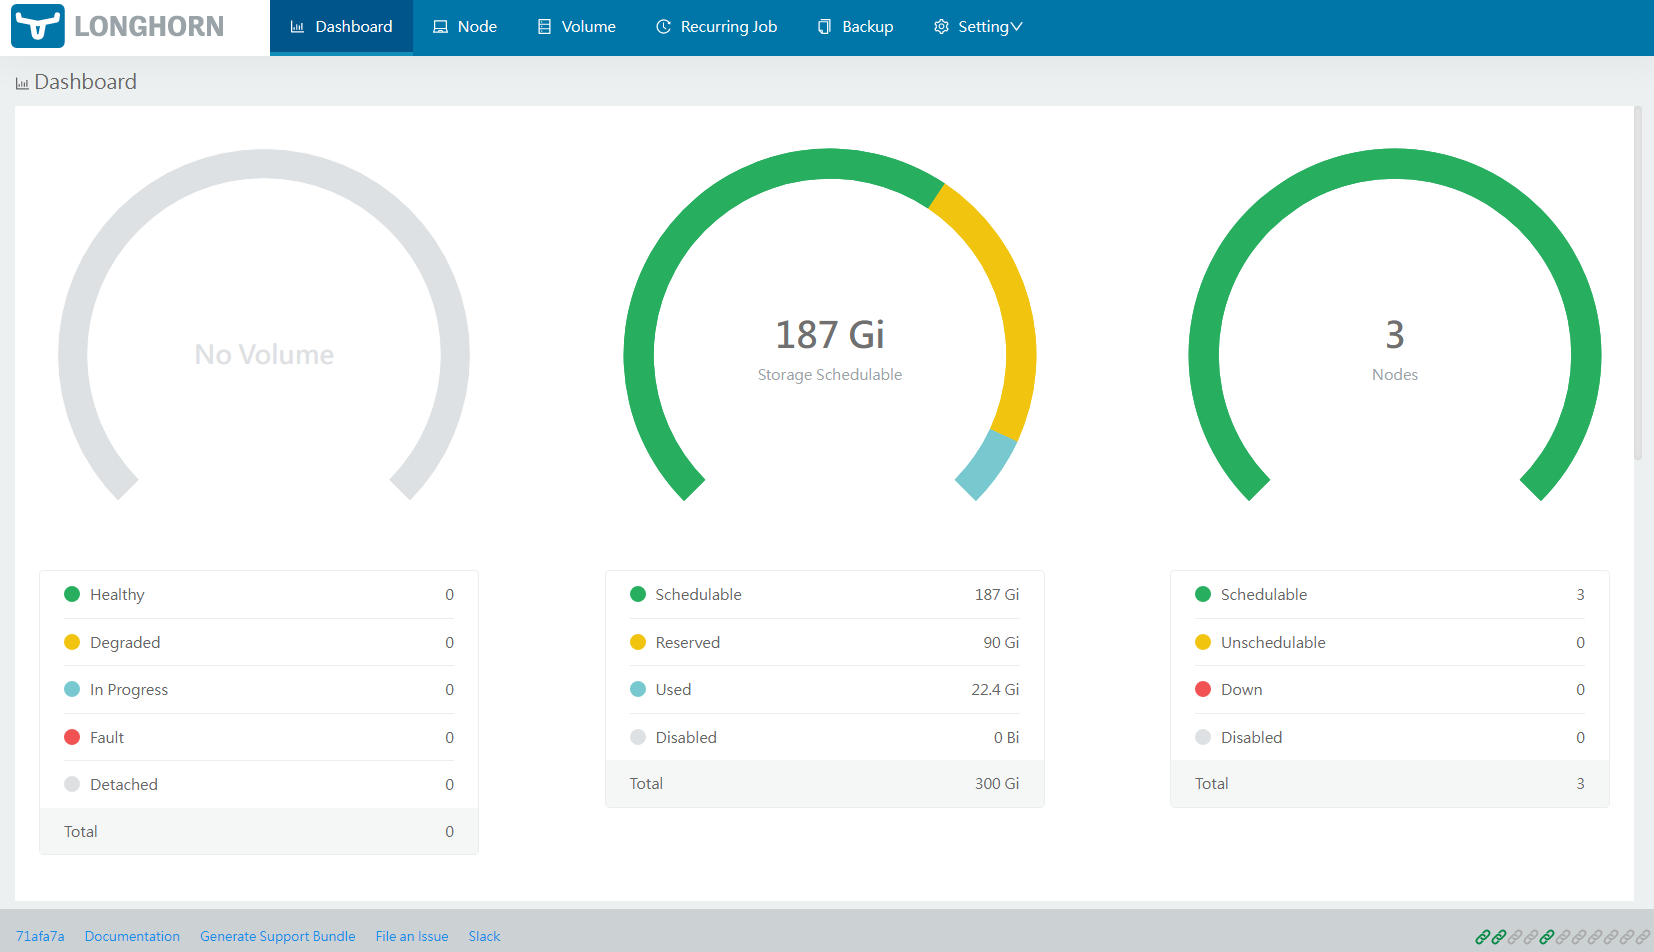 LONGHORN
Dashboard
Node
Volume
Recurring Job
Backup
Setting
Dashboard
No Volume
187 Gi
Storage Schedulable
3
Nodes
Healthy 0
Degraded 0
In Progress 0
Fault 0
Detached 0
Total 0
Schedulable 187 Gi
Reserved 90 Gi
Used 22.4 Gi
Disabled 0 Bi
Total 300 Gi
Schedulable 3
Unschedulable 0
Down 0
Disabled 0
Total 3
71afa7a Documentation Generate Support Bundle File an Issue Slack